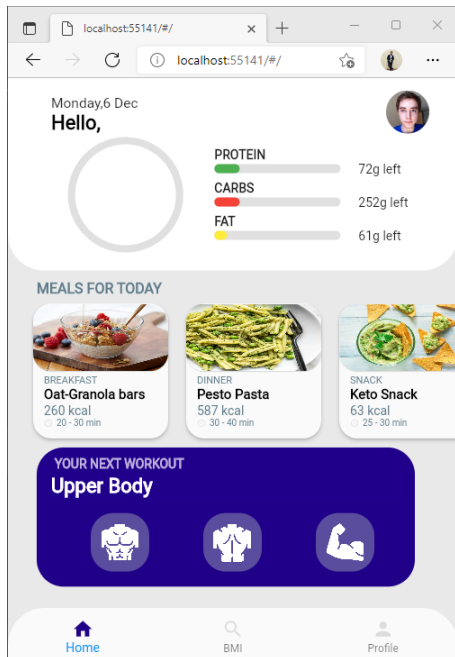 localhost:55141/#/
localhost:55141/#/
Monday,6 Dec
Hello,
PROTEIN
72g left
CARBS
252g left
FAT
61g left
MEALS FOR TODAY
BREAKFAST
Oat-Granola bars
260 kcal
20 - 30 min
DINNER
Pesto Pasta
587 kcal
30 - 40 min
SNACK
Keto Snack
63 kcal
25 - 30 min
YOUR NEXT WORKOUT
Upper Body
Home
BMI
Profile